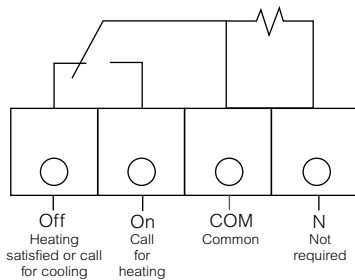 Off On COM N
Heating Call Common Not
satisfied or call for required
for cooling heating